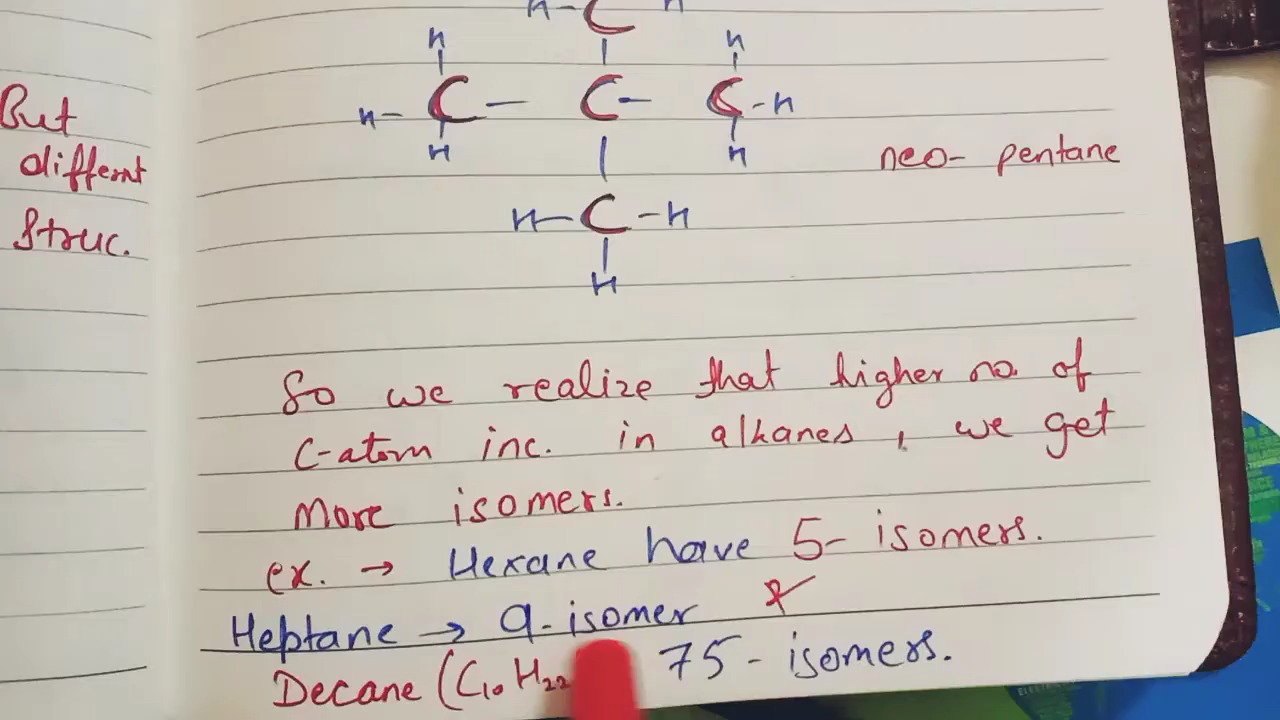 But
differnt
Struc.
H-C H
H H
H- C - C- C-H
H H
neo- pentane
H-C-H
H
So we realize that higher no. of
C-atom inc. in alkanes, we get
More isomers.
ex. → Hexane have 5- isomers.
Heptane → 9-isomer &
Decane (C10H22 75-isomers.